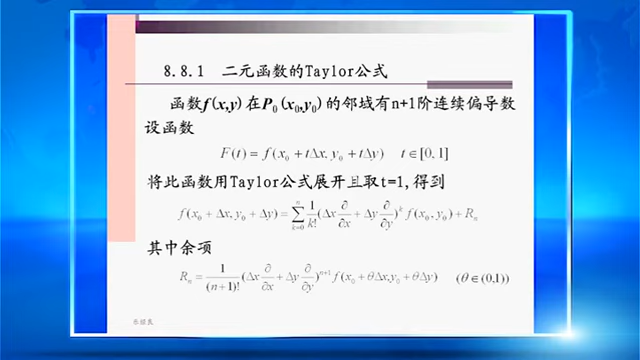 8.8.1 二元函数的Taylor公式
函数f(x,y)在P₀(x₀,y₀)的邻域有n+1阶连续偏导数
设函数
F(t) = f(x₀ + tΔx, y₀ + tΔy)  t∈[0,1]
将此函数用Taylor公式展开且取t=1,得到
f(x₀ + Δx, y₀ + Δy) = ∑_{k=0}^{n} 1/k! (Δx ∂/∂x + Δy ∂/∂y)^k f(x₀, y₀) + Rₙ
其中余项
Rₙ = 1/(n+1)! (Δx ∂/∂x + Δy ∂/∂y)^{n+1} f(x₀ + θΔx, y₀ + θΔy)  (θ∈(0,1))